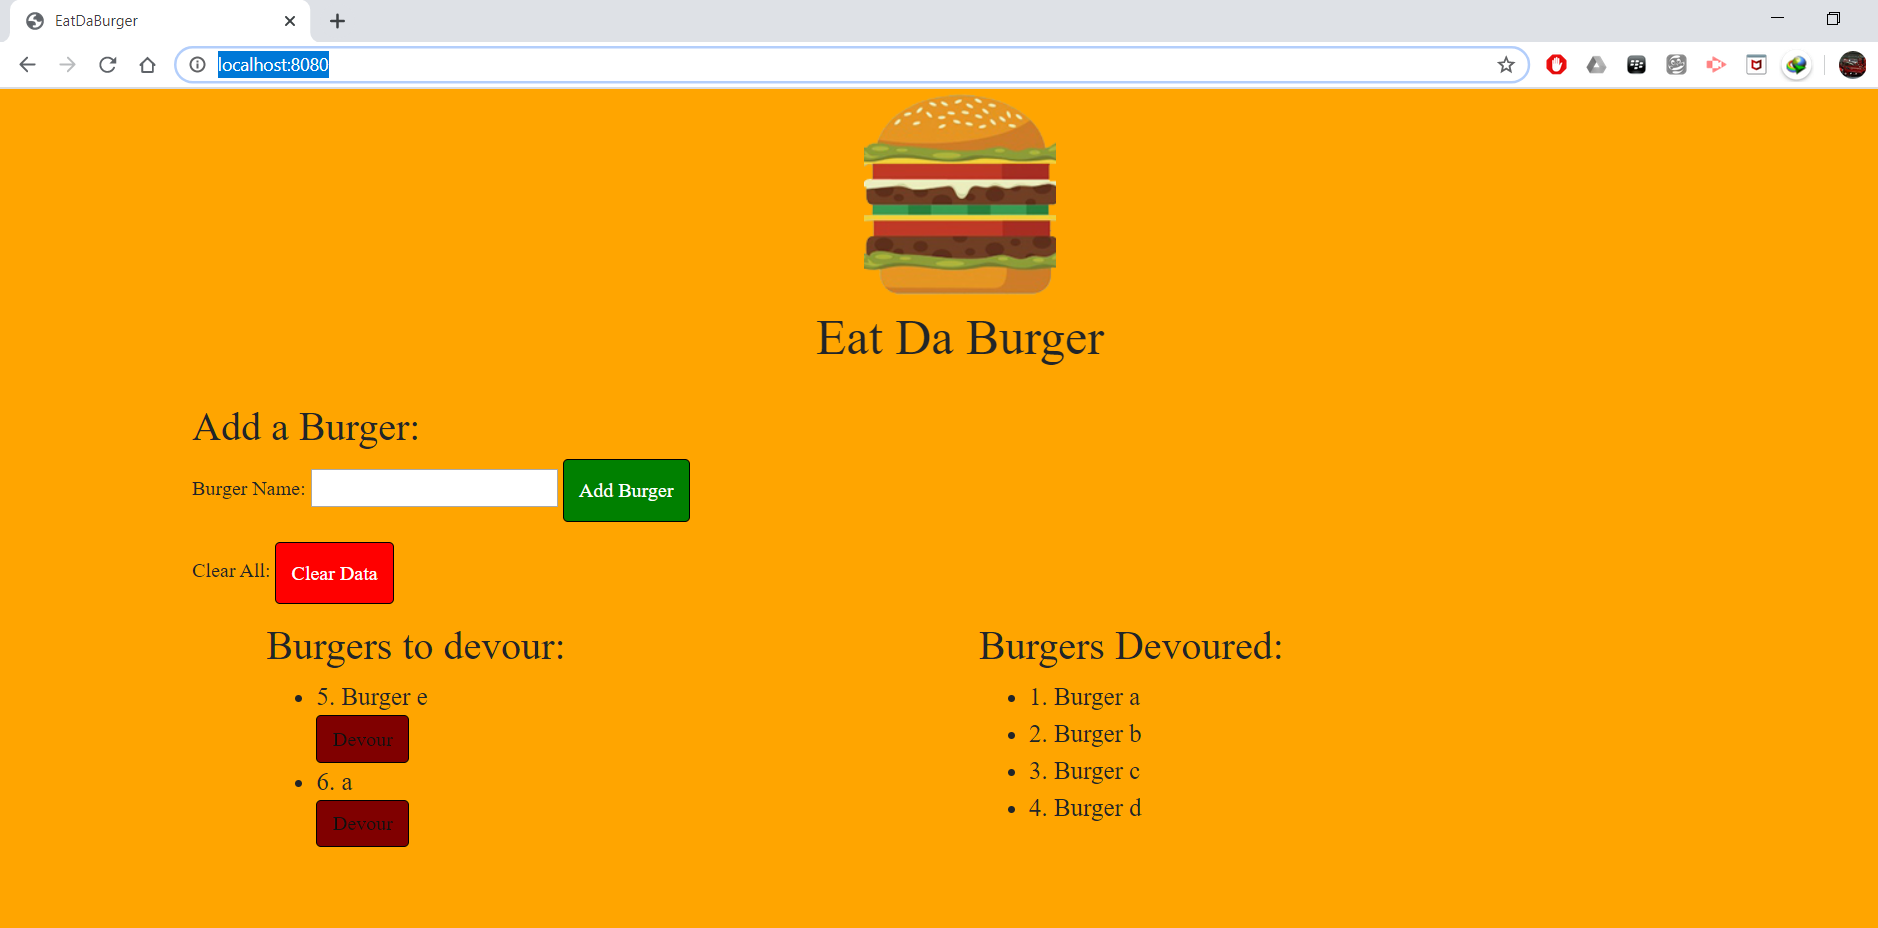 EatDaBurger
localhost:8080
Eat Da Burger
Add a Burger:
Burger Name:
Add Burger
Clear All:
Clear Data
Burgers to devour:
• 5. Burger e
Devour
• 6. a
Devour
Burgers Devoured:
• 1. Burger a
• 2. Burger b
• 3. Burger c
• 4. Burger d